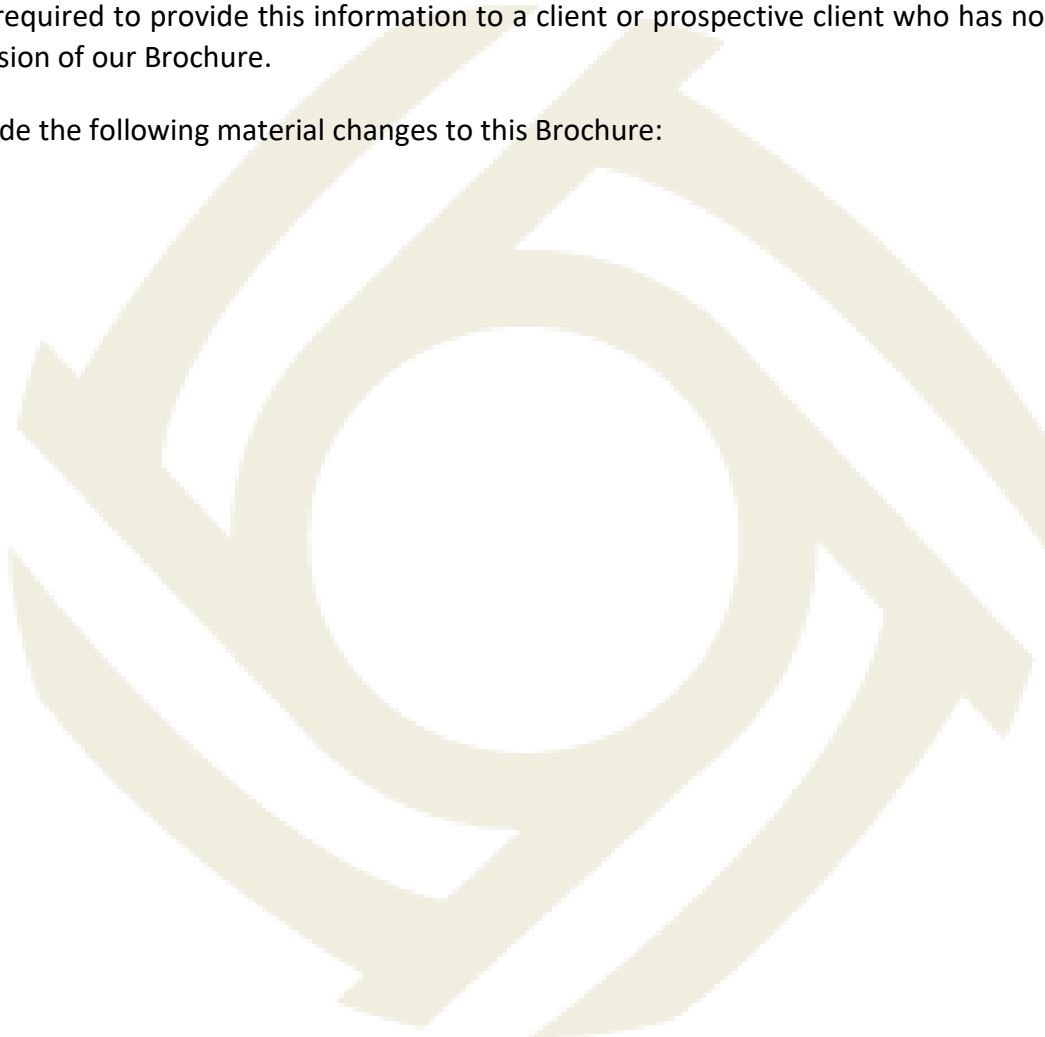 required to provide this information to a client or prospective client who has no
sion of our Brochure.
de the following material changes to this Brochure: